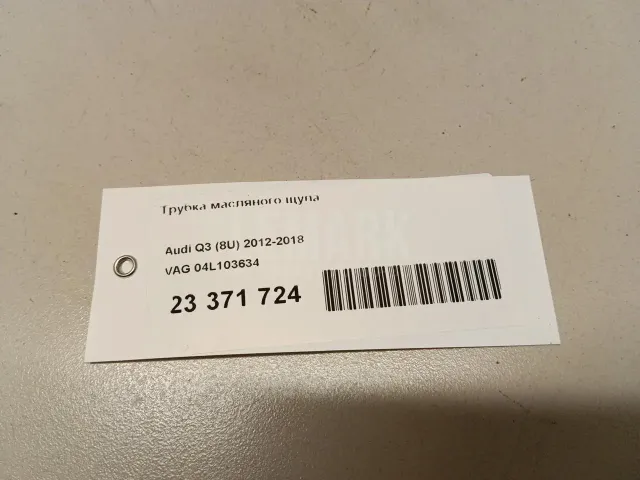 Трубка масляного щупа
Audi Q3 (8U) 2012-2018
VAG 04L103634
23 371 724